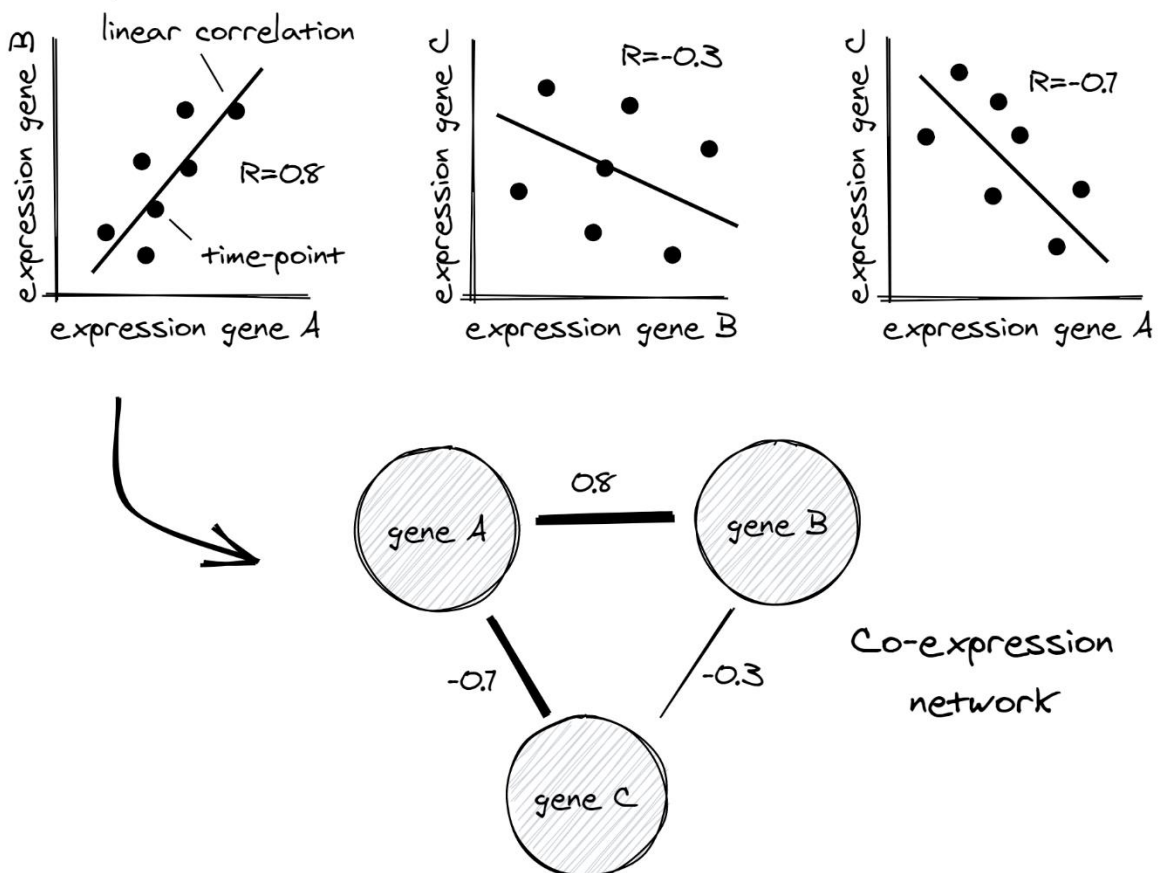 linear correlation
expression gene B
R=0.8
time-point
expression gene A
expression gene C
R=-0.3
expression gene B
expression gene C
R=-0.7
expression gene A
0.8
gene A
gene B
-0.7
-0.3
Co-expression
network
gene C